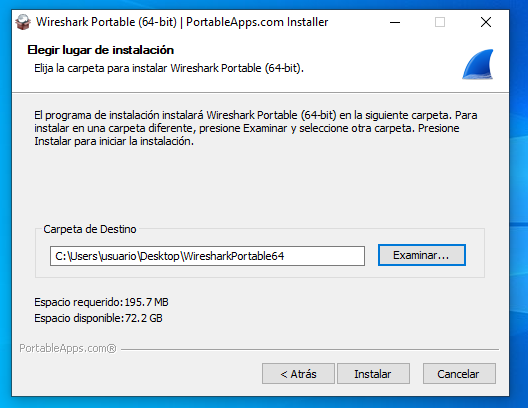 Wireshark Portable (64-bit) | PortableApps.com Installer
Elegir lugar de instalación
Elija la carpeta para instalar Wireshark Portable (64-bit).
El programa de instalación instalará Wireshark Portable (64-bit) en la siguiente carpeta. Para
instalar en una carpeta diferente, presione Examinar y seleccione otra carpeta. Presione
Instalar para iniciar la instalación.
Carpeta de Destino
C:\Users\usuario\Desktop\WiresharkPortable64
Examinar...
Espacio requerido: 195.7 MB
Espacio disponible: 72.2 GB
PortableApps.com®
< Atrás
Instalar
Cancelar